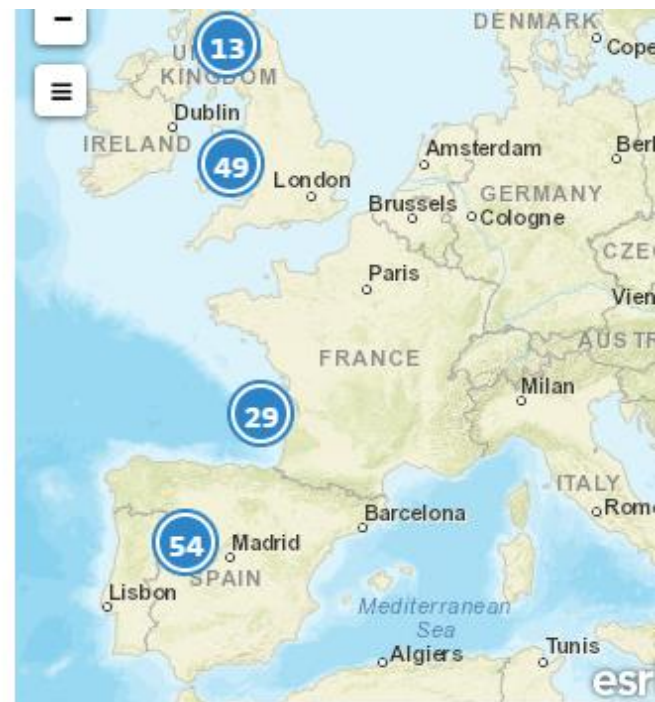 −
DENMARK
13
UNITED
KINGDOM
Cope
≡
Dublin
IRELAND
49
Amsterdam
Berl
London
GERMANY
Brussels
Cologne
CZE
Paris
Vien
AUSTR
FRANCE
Milan
29
ITALY
Barcelona
Rom
54
Madrid
SPAIN
Lisbon
Mediterranean
Sea
Algiers
Tunis
esr